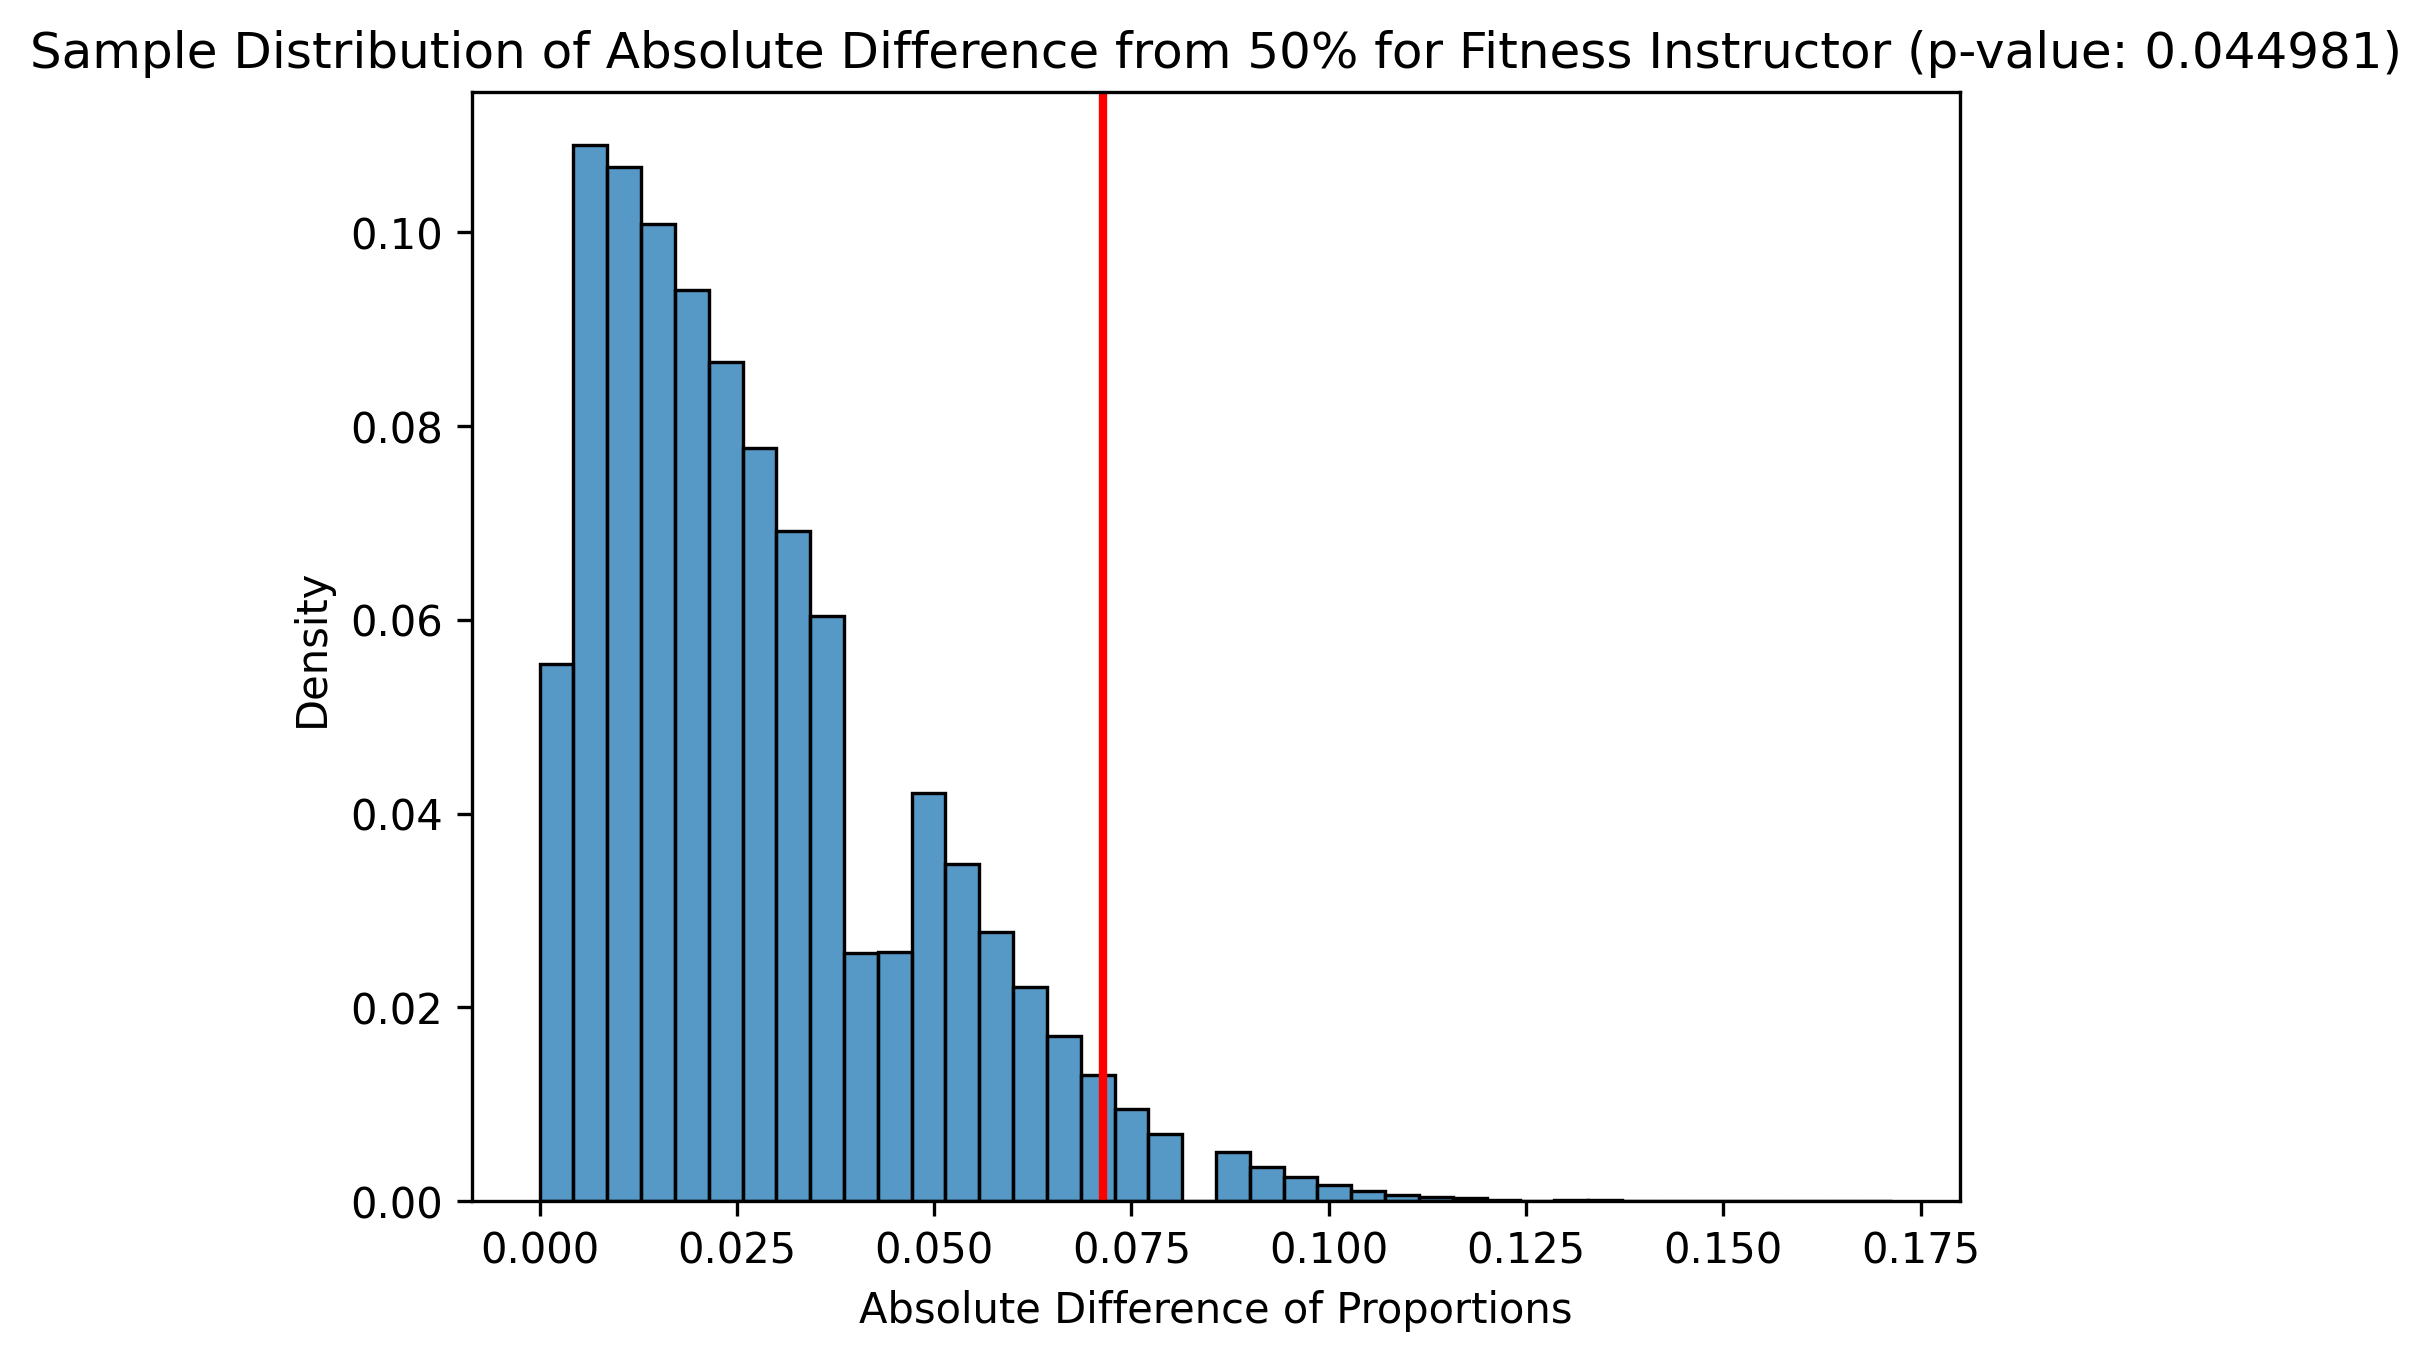 Sample Distribution of Absolute Difference from 50% for Fitness Instructor (p-value: 0.044981)
Density
0.10
0.08
0.06
0.04
0.02
0.00
0.000 0.025 0.050 0.075 0.100 0.125 0.150 0.175
Absolute Difference of Proportions